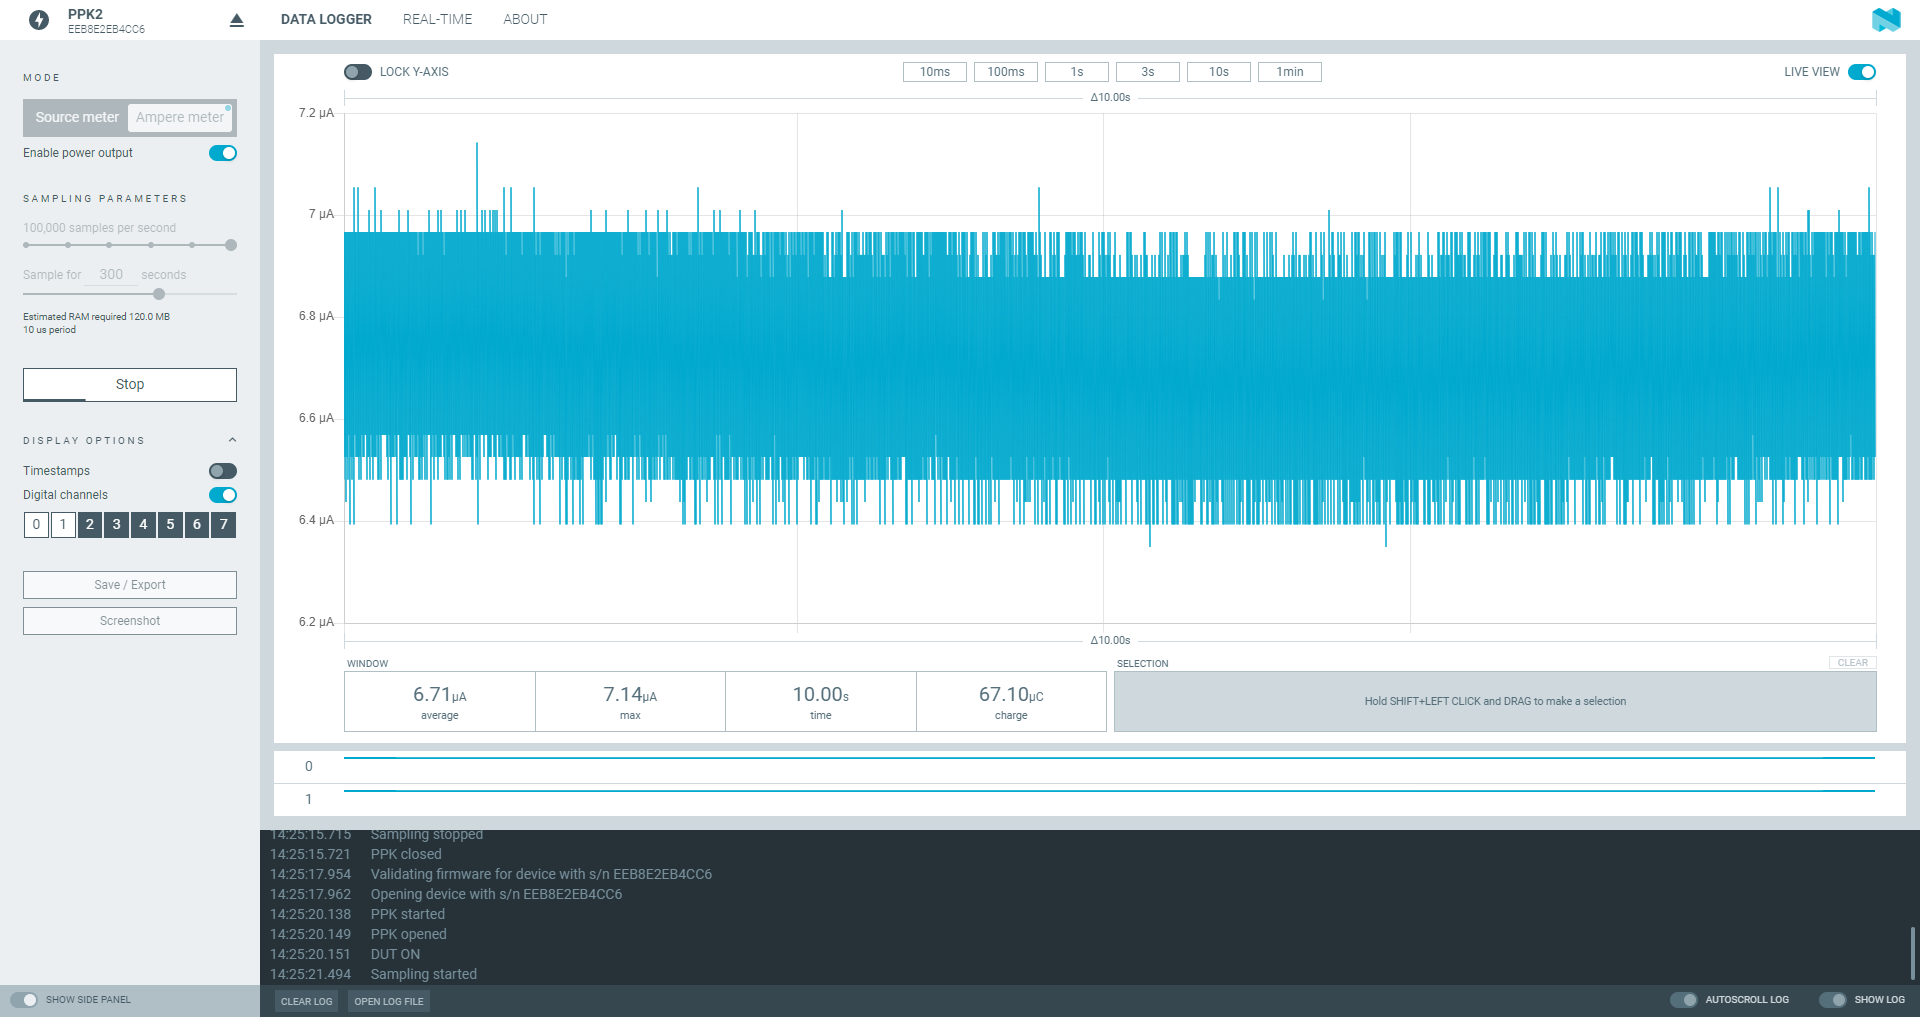 PPK2
EEB8E2EB4CC6
DATA LOGGER
REAL-TIME
ABOUT
MODE
Source meter
Ampere meter
Enable power output
SAMPLING PARAMETERS
100,000 samples per second
Sample for 300 seconds
Estimated RAM required 120.0 MB
10 us period
Stop
DISPLAY OPTIONS
Timestamps
Digital channels
0 1 2 3 4 5 6 7
Save / Export
Screenshot
SHOW SIDE PANEL
LOCK Y-AXIS
10ms 100ms 1s 3s 10s 1min
LIVE VIEW
Δ10.00s
7.2 µA
7 µA
6.8 µA
6.6 µA
6.4 µA
6.2 µA
Δ10.00s
WINDOW
6.71µA
average
7.14µA
max
10.00s
time
67.10µC
charge
SELECTION
CLEAR
Hold SHIFT+LEFT CLICK and DRAG to make a selection
0
1
14:25:15.715 Sampling stopped
14:25:15.721 PPK closed
14:25:17.954 Validating firmware for device with s/n EEB8E2EB4CC6
14:25:17.962 Opening device with s/n EEB8E2EB4CC6
14:25:20.138 PPK started
14:25:20.149 PPK opened
14:25:20.151 DUT ON
14:25:21.494 Sampling started
CLEAR LOG
OPEN LOG FILE
AUTOSCROLL LOG
SHOW LOG